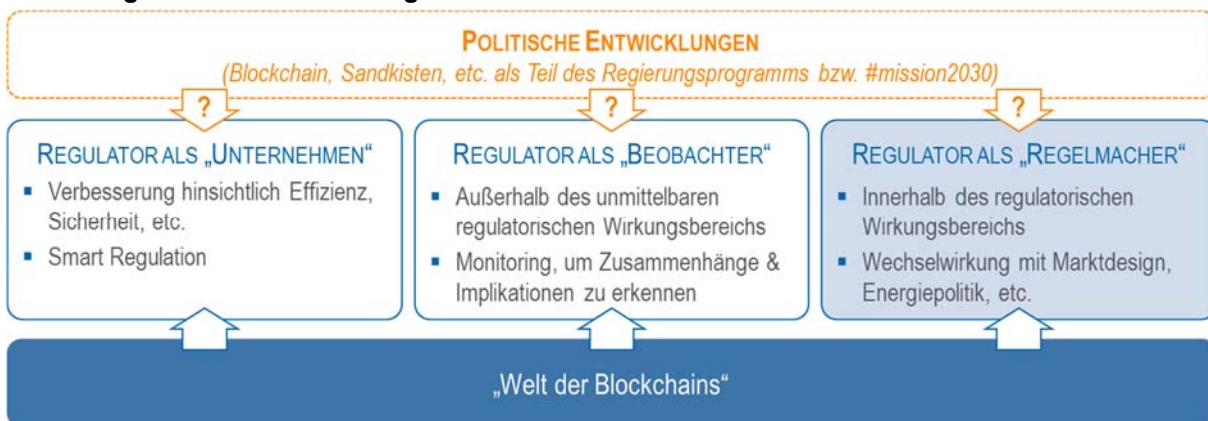 POLITISCHE ENTWICKLUNGEN
(Blockchain, Sandkisten, etc. als Teil des Regierungsprogramms bzw. #mission2030)
?
?
?
REGULATOR ALS „UNTERNEHMEN“
▪ Verbesserung hinsichtlich Effizienz,
Sicherheit, etc.
▪ Smart Regulation
REGULATOR ALS „BEOBACHTER“
▪ Außerhalb des unmittelbaren
regulatorischen Wirkungsbereichs
▪ Monitoring, um Zusammenhänge &
Implikationen zu erkennen
REGULATOR ALS „REGELMACHER“
▪ Innerhalb des regulatorischen
Wirkungsbereichs
▪ Wechselwirkung mit Marktdesign,
Energiepolitik, etc.
„Welt der Blockchains“